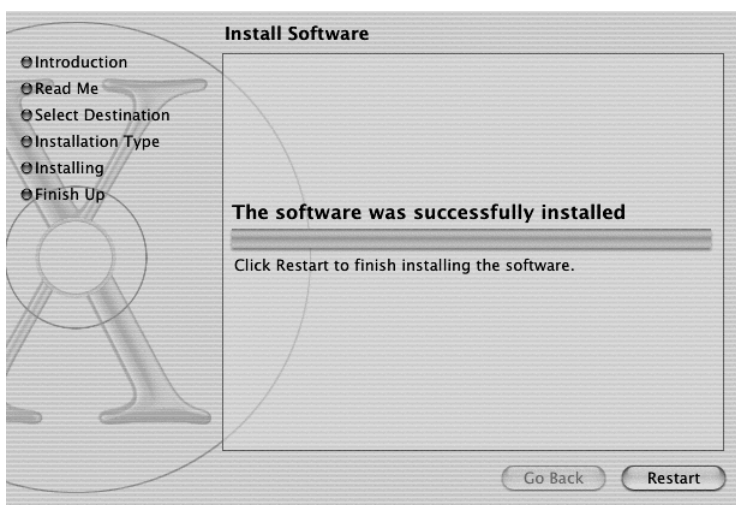 Install Software
Introduction
Read Me
Select Destination
Installation Type
Installing
Finish Up
The software was successfully installed
Click Restart to finish installing the software.
Go Back
Restart